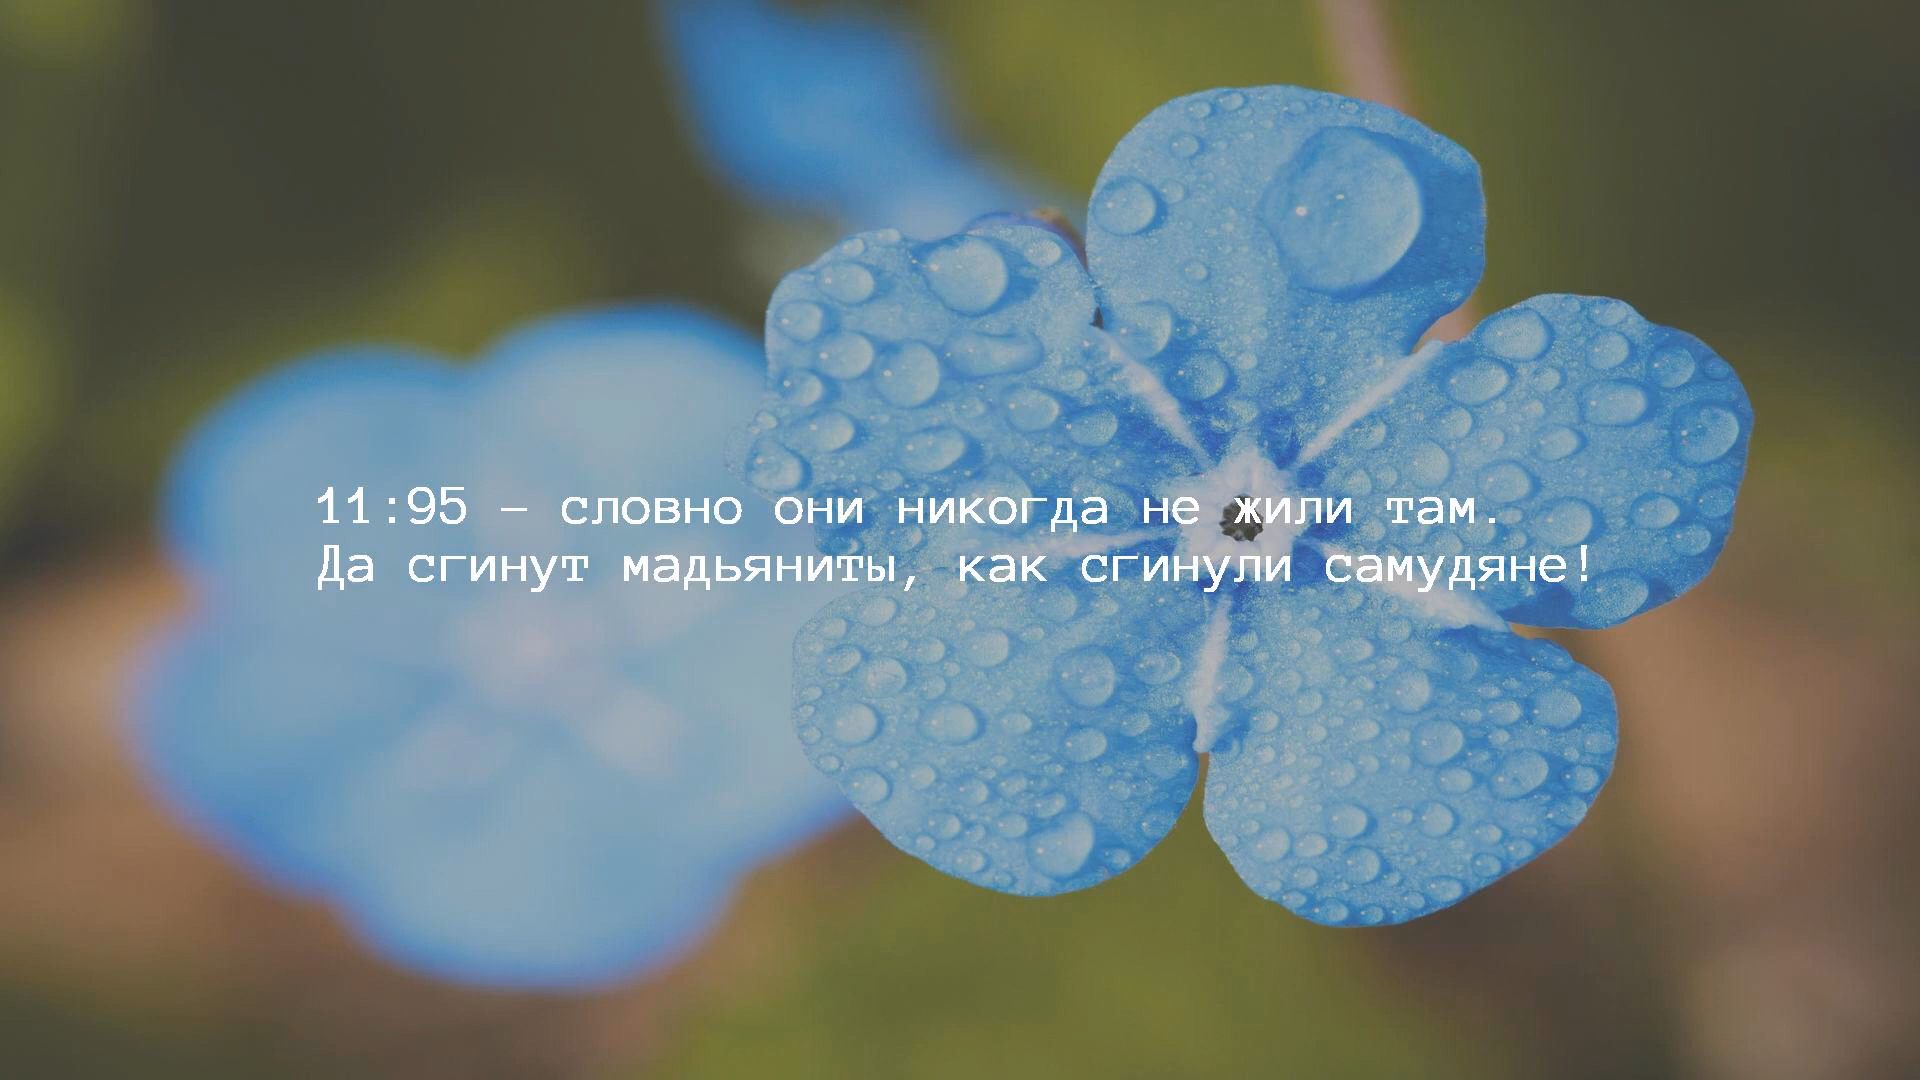 11:95 – словно они никогда не жили там.
Да сгинут мадьяниты, как сгинули самудяне!